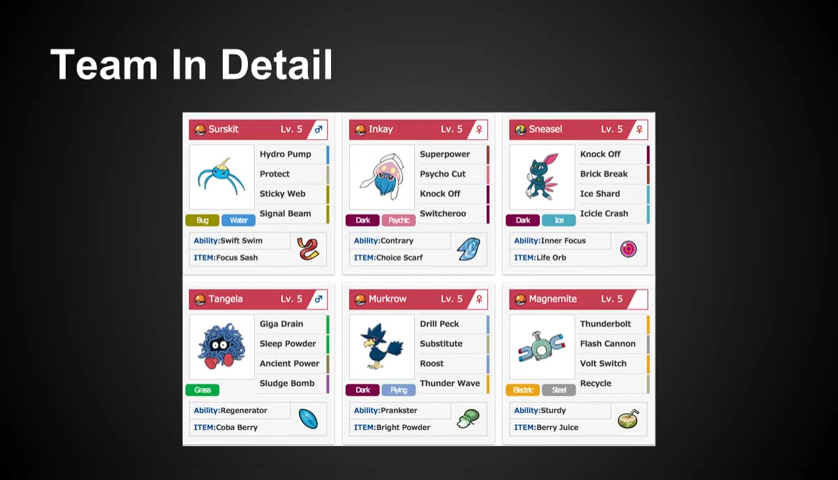 Team In Detail
Surskit Lv. 5 ♂
Hydro Pump
Protect
Sticky Web
Signal Beam
Bug Water
Ability:Swift Swim
ITEM:Focus Sash
Inkay Lv. 5 ♀
Superpower
Psycho Cut
Knock Off
Switcheroo
Dark Psychic
Ability:Contrary
ITEM:Choice Scarf
Sneasel Lv. 5 ♀
Knock Off
Brick Break
Ice Shard
Icicle Crash
Dark Ice
Ability:Inner Focus
ITEM:Life Orb
Tangela Lv. 5 ♂
Giga Drain
Sleep Powder
Ancient Power
Sludge Bomb
Grass
Ability:Regenerator
ITEM:Coba Berry
Murkrow Lv. 5 ♀
Drill Peck
Substitute
Roost
Thunder Wave
Dark Flying
Ability:Prankster
ITEM:Bright Powder
Magnemite Lv. 5
Thunderbolt
Flash Cannon
Volt Switch
Recycle
Electric Steel
Ability:Sturdy
ITEM:Berry Juice